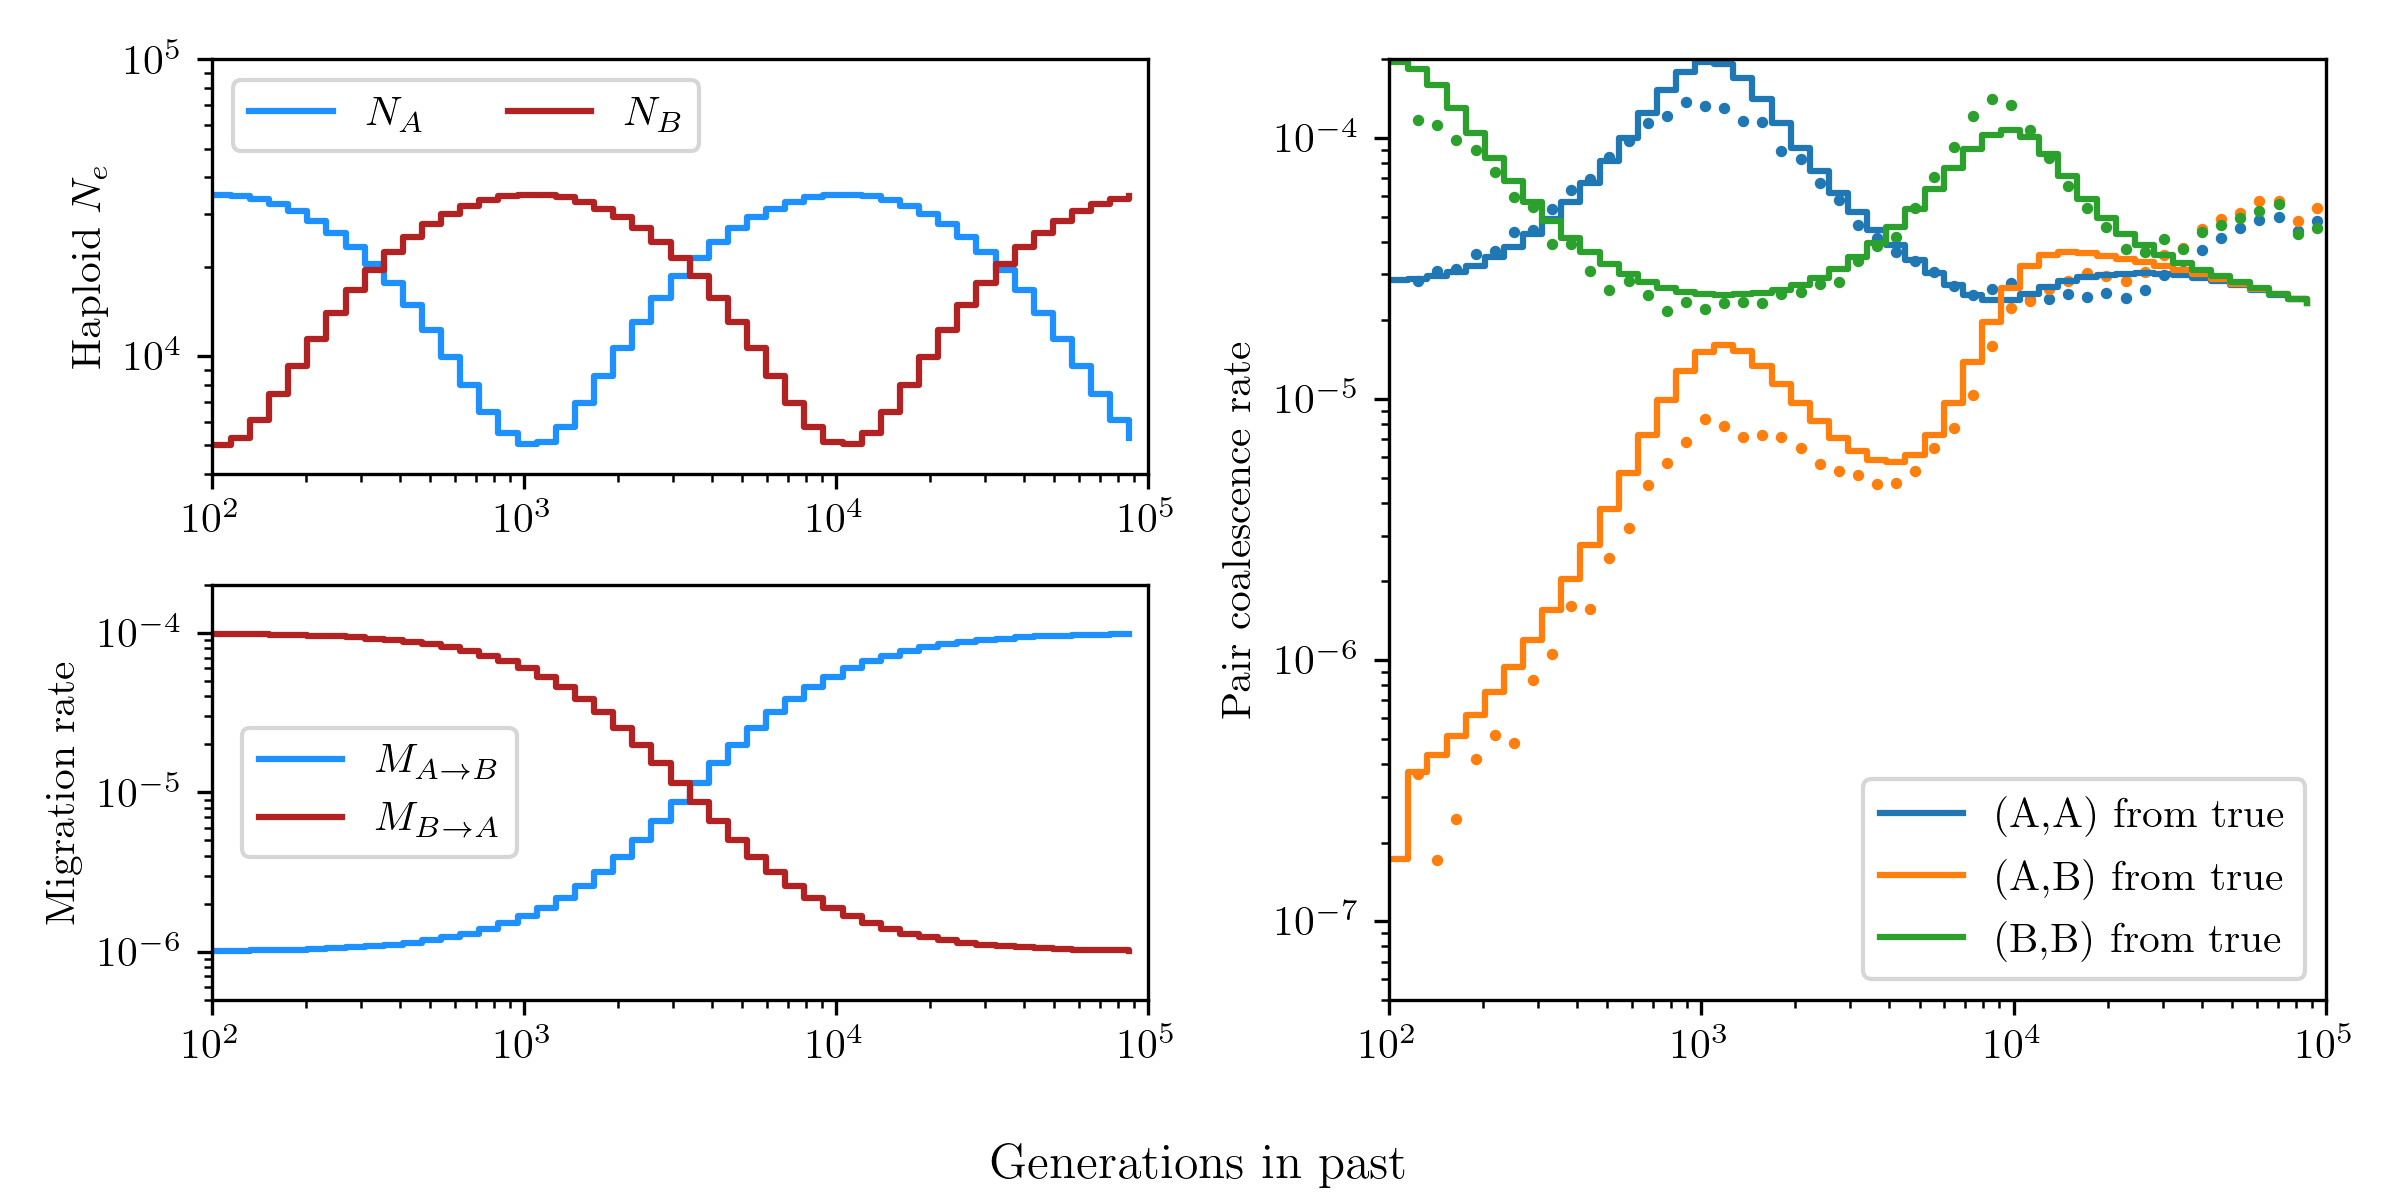 10^5
10^4
Haploid N_e
N_A N_B
10^2 10^3 10^4 10^5
10^-4
10^-5
10^-6
Migration rate
M_{A→B}
M_{B→A}
10^2 10^3 10^4 10^5
10^-4
10^-5
10^-6
10^-7
Pair coalescence rate
(A,A) from true
(A,B) from true
(B,B) from true
10^2 10^3 10^4 10^5
Generations in past